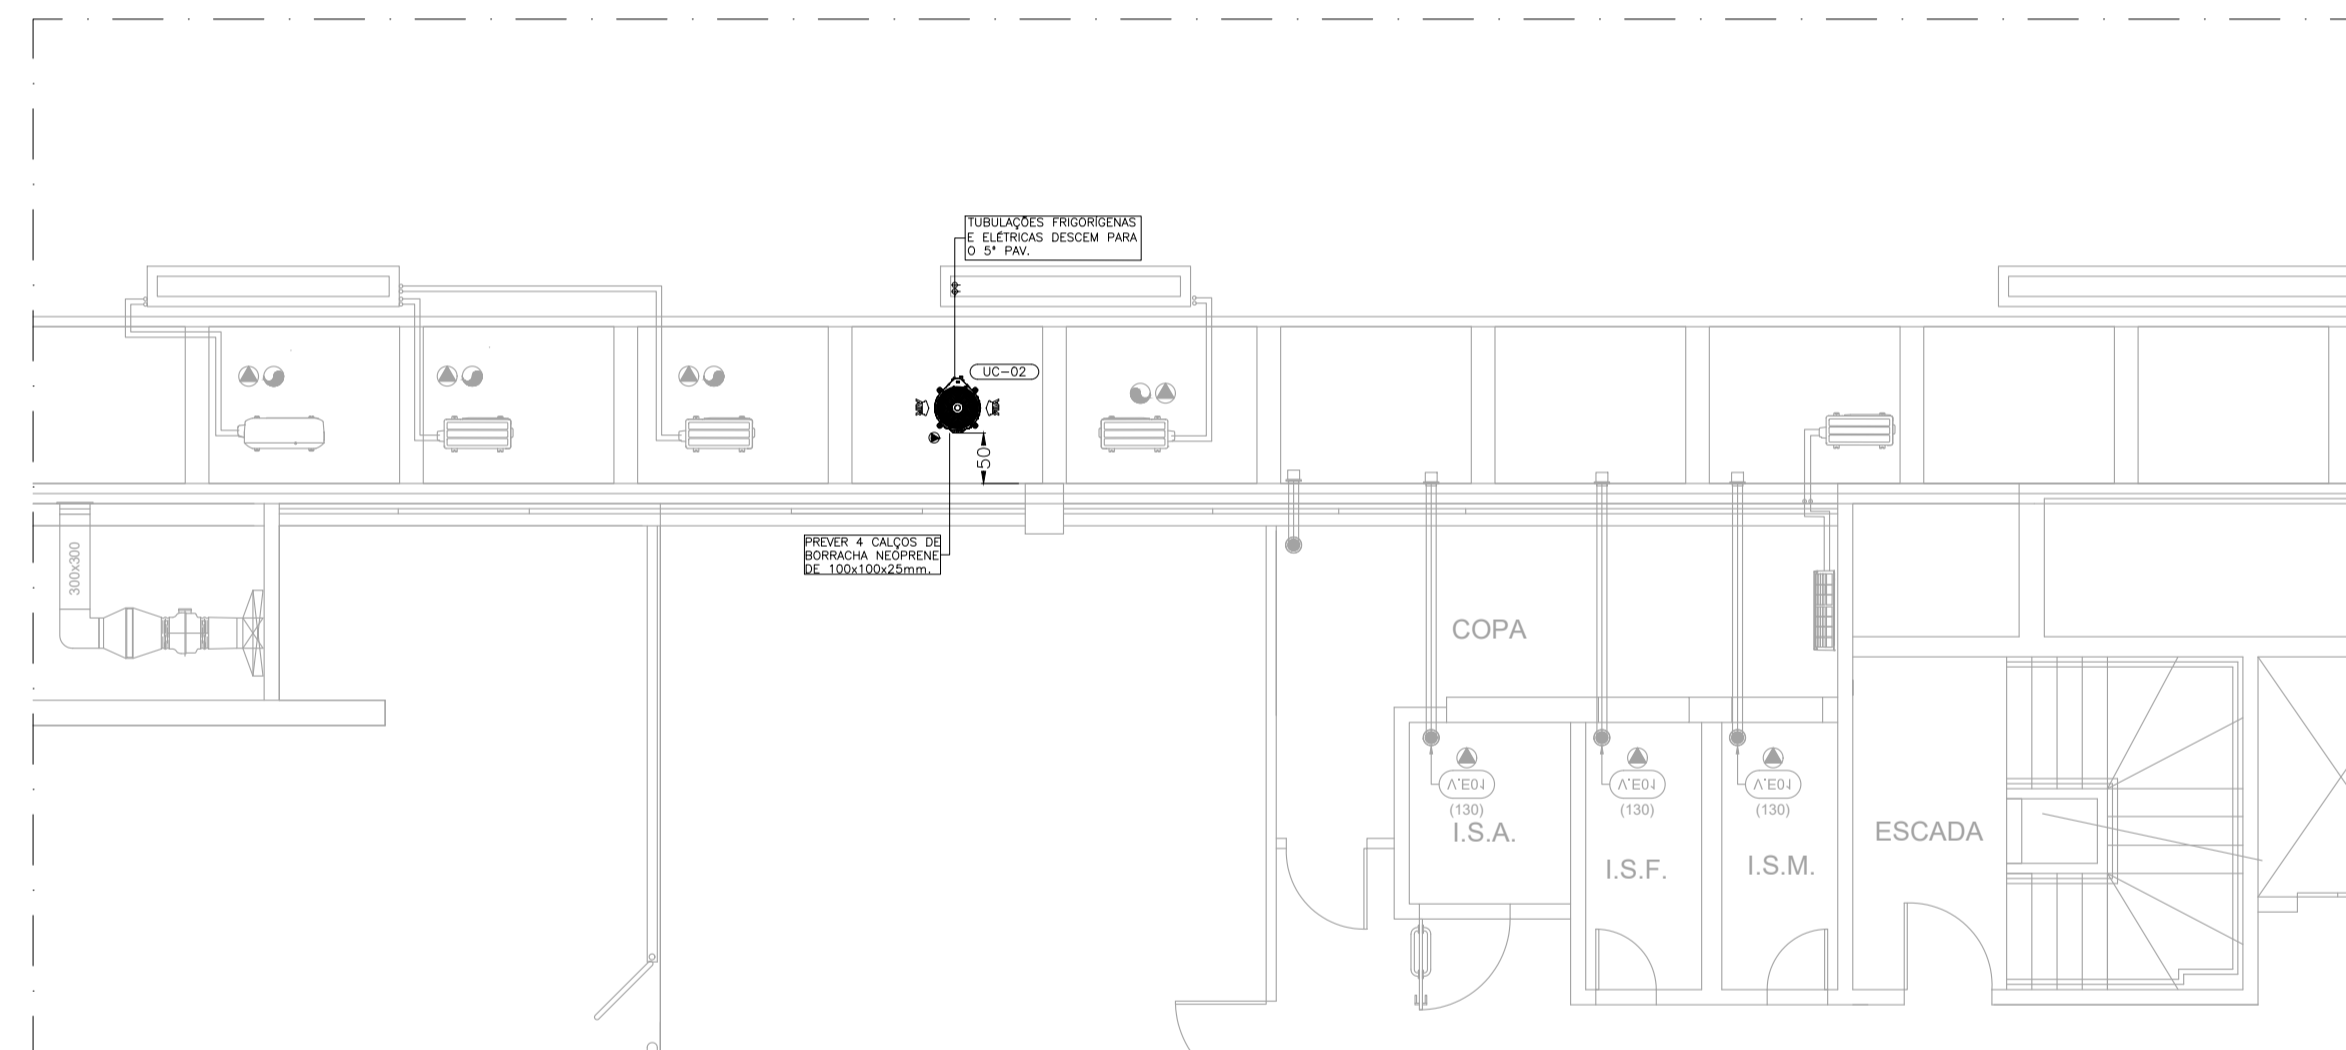 TUBULAÇÕES FRIGORÍGENAS
E ELÉTRICAS DESCEM PARA
O 5° PAV.
UC-02
50
PREVER 4 CALÇOS DE
BORRACHA NEOPRENE
DE 100x100x25mm.
300x300
COPA
(130)
I.S.A.
(130)
I.S.F.
(130)
I.S.M.
ESCADA